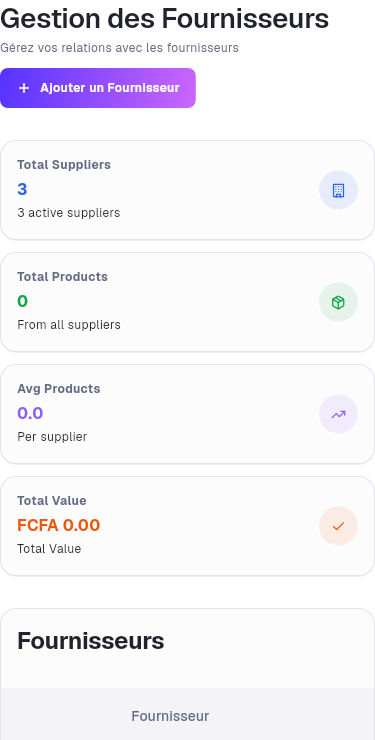 Gestion des Fournisseurs
Gérez vos relations avec les fournisseurs
+ Ajouter un Fournisseur
Total Suppliers
3
3 active suppliers
Total Products
0
From all suppliers
Avg Products
0.0
Per supplier
Total Value
FCFA 0.00
Total Value
Fournisseurs
Fournisseur